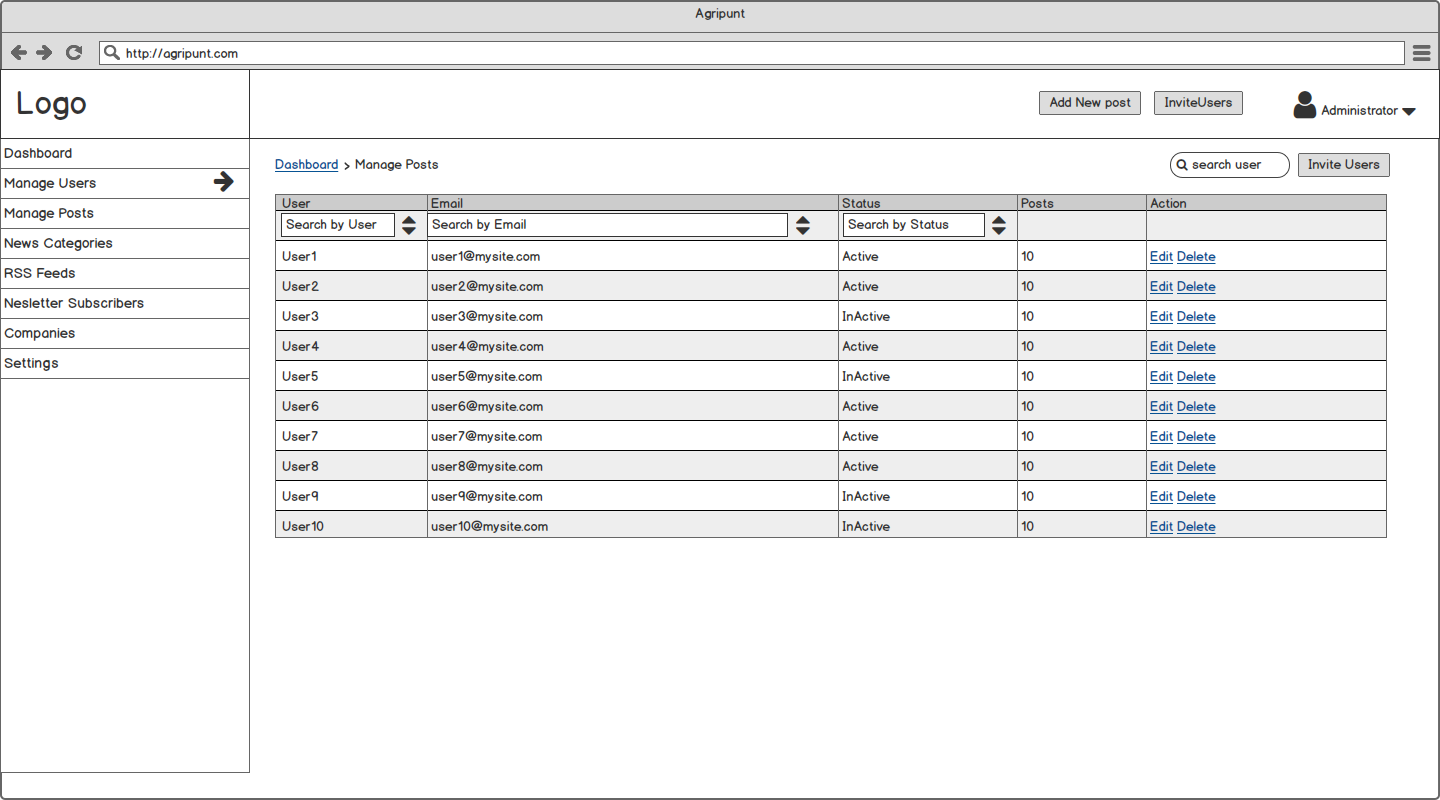 Agripunt
http://agripunt.com
Logo
Add New post InviteUsers Administrator
Dashboard
Manage Users
Manage Posts
News Categories
RSS Feeds
Nesletter Subscribers
Companies
Settings
Dashboard > Manage Posts search user Invite Users
User Email Status Posts Action
Search by User Search by Email Search by Status
User1 user1@mysite.com Active 10 Edit Delete
User2 user2@mysite.com Active 10 Edit Delete
User3 user3@mysite.com InActive 10 Edit Delete
User4 user4@mysite.com Active 10 Edit Delete
User5 user5@mysite.com InActive 10 Edit Delete
User6 user6@mysite.com Active 10 Edit Delete
User7 user7@mysite.com Active 10 Edit Delete
User8 user8@mysite.com Active 10 Edit Delete
User9 user9@mysite.com InActive 10 Edit Delete
User10 user10@mysite.com InActive 10 Edit Delete